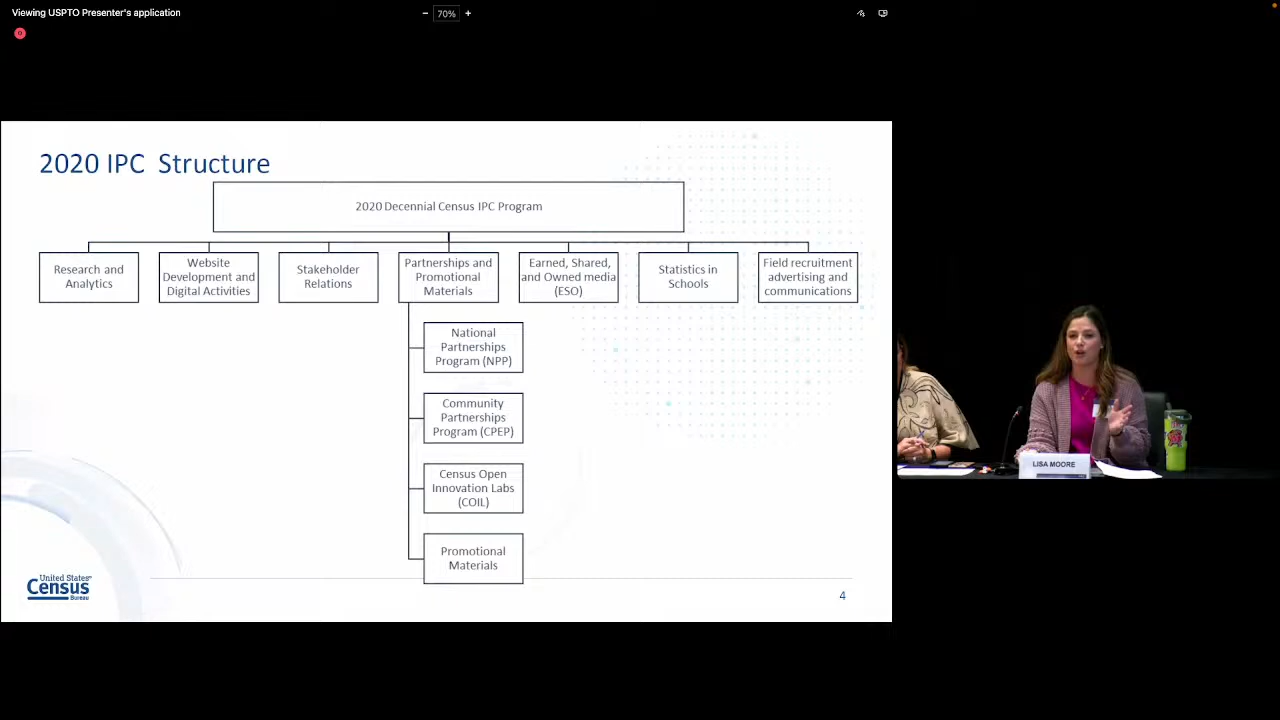 Viewing USPTO Presenter's application
70%
2020 IPC Structure
2020 Decennial Census IPC Program
Research and
Analytics
Website
Development and
Digital Activities
Stakeholder
Relations
Partnerships and
Promotional
Materials
Earned, Shared,
and Owned media
(ESO)
Statistics in
Schools
Field recruitment
advertising and
communications
National
Partnerships
Program (NPP)
Community
Partnerships
Program (CPEP)
Census Open
Innovation Labs
(COIL)
Promotional
Materials
United States
Census
Bureau
4
LISA MOORE